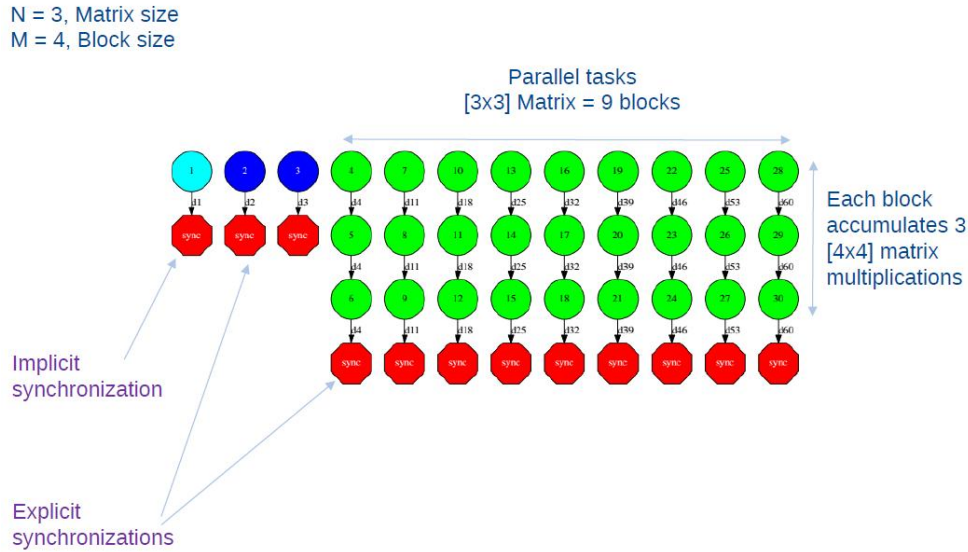 N = 3, Matrix size
M = 4, Block size
Parallel tasks
[3x3] Matrix = 9 blocks
1 2 3 4 7 10 13 16 19 22 25 28
d1 d2 d3 d4 d11 d18 d25 d32 d39 d46 d53 d60
sync sync sync 5 8 11 14 17 20 23 26 29
d4 d11 d18 d25 d32 d39 d46 d53 d60
6 9 12 15 18 21 24 27 30
d4 d11 d18 d25 d32 d39 d46 d53 d60
sync sync sync sync sync sync sync sync sync
Each block
accumulates 3
[4x4] matrix
multiplications
Implicit
synchronization
Explicit
synchronizations